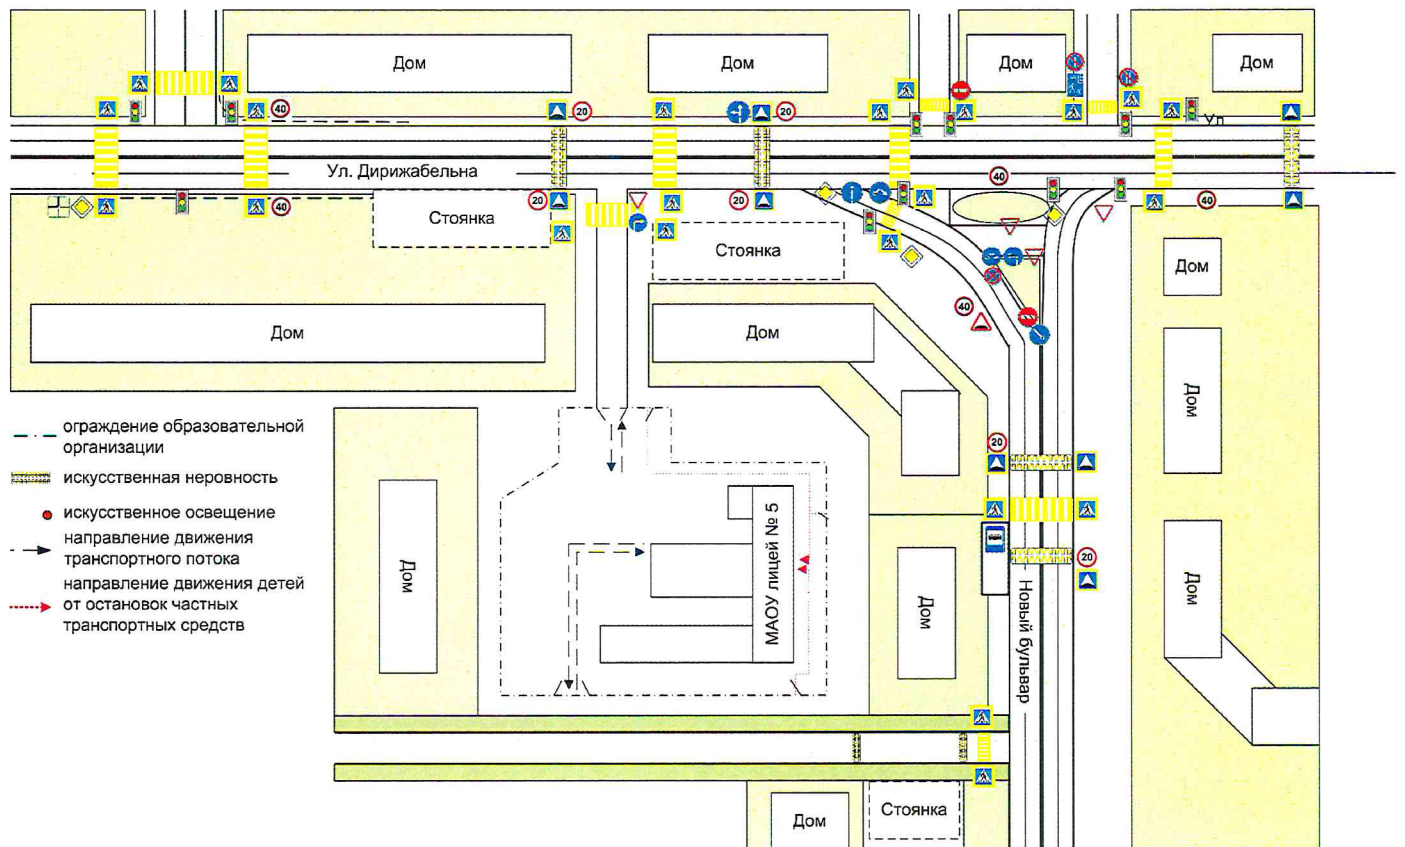 Дом
Дом
Дом
Дом
40
20
20
Ул
Ул. Дирижабельна
40
Стоянка
40
20
20
40
Стоянка
Дом
Дом
Дом
40
Дом
ограждение образовательной
организации
искусственная неровность
искусственное освещение
направление движения
транспортного потока
направление движения детей
от остановок частных
транспортных средств
20
20
МАОУ лицей № 5
Дом
Дом
Новый бульвар
Дом
Дом
Стоянка